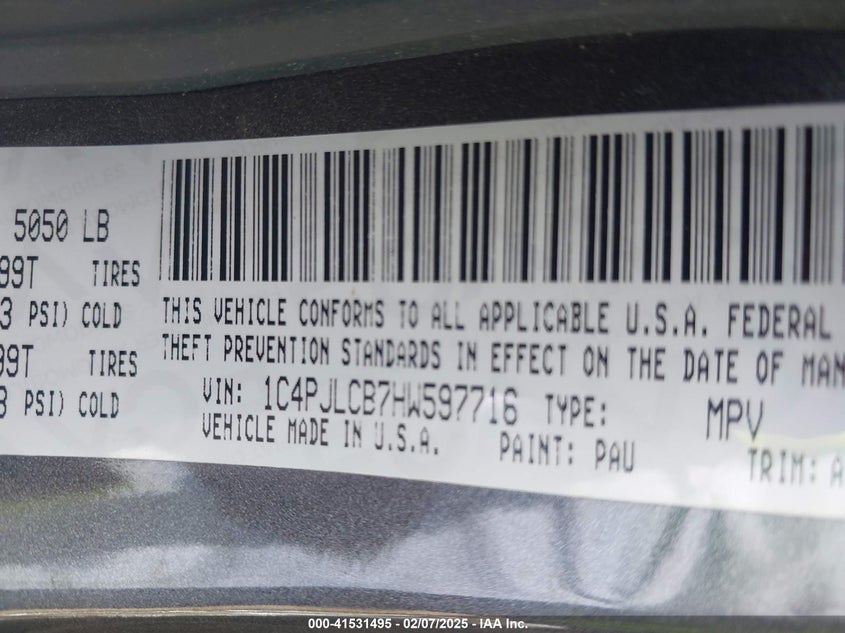 5050 LB
99T TIRES
3 PSI) COLD
99T TIRES
3 PSI) COLD
THIS VEHICLE CONFORMS TO ALL APPLICABLE U.S.A. FEDERAL
THEFT PREVENTION STANDARDS IN EFFECT ON THE DATE OF MAN
VIN: 1C4PJLCB7HW597716 TYPE: MPV
VEHICLE MADE IN U.S.A. PAINT: PAU TRIM: A
000-41531495 - 02/07/2025 - IAA Inc.